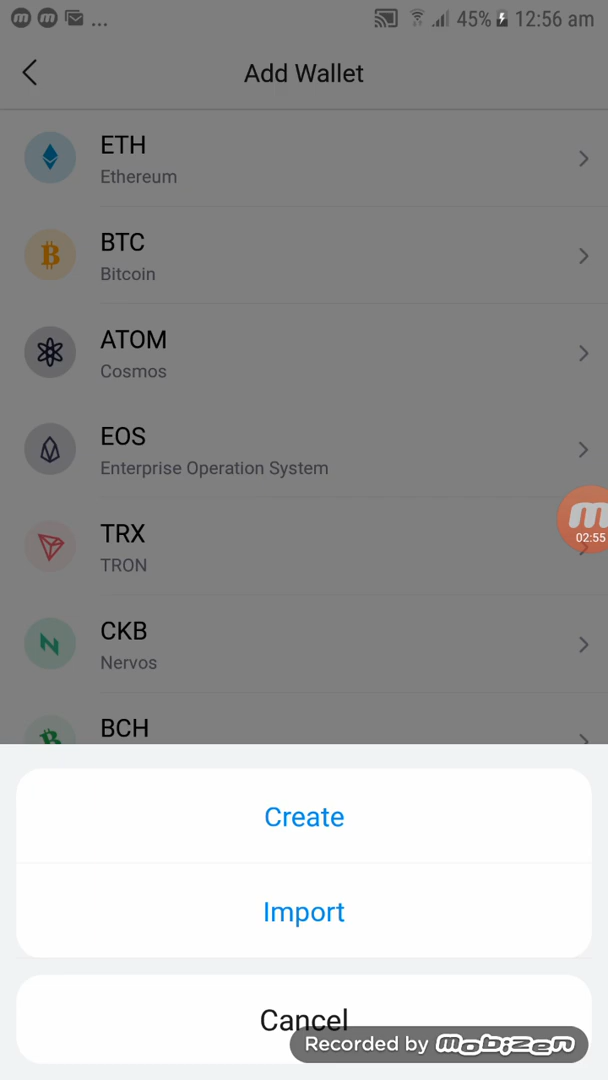 ... 45% 12:56 am
Add Wallet
ETH
Ethereum
BTC
Bitcoin
ATOM
Cosmos
EOS
Enterprise Operation System
TRX
TRON
02:55
CKB
Nervos
BCH
Create
Import
Cancel
Recorded by mobizen